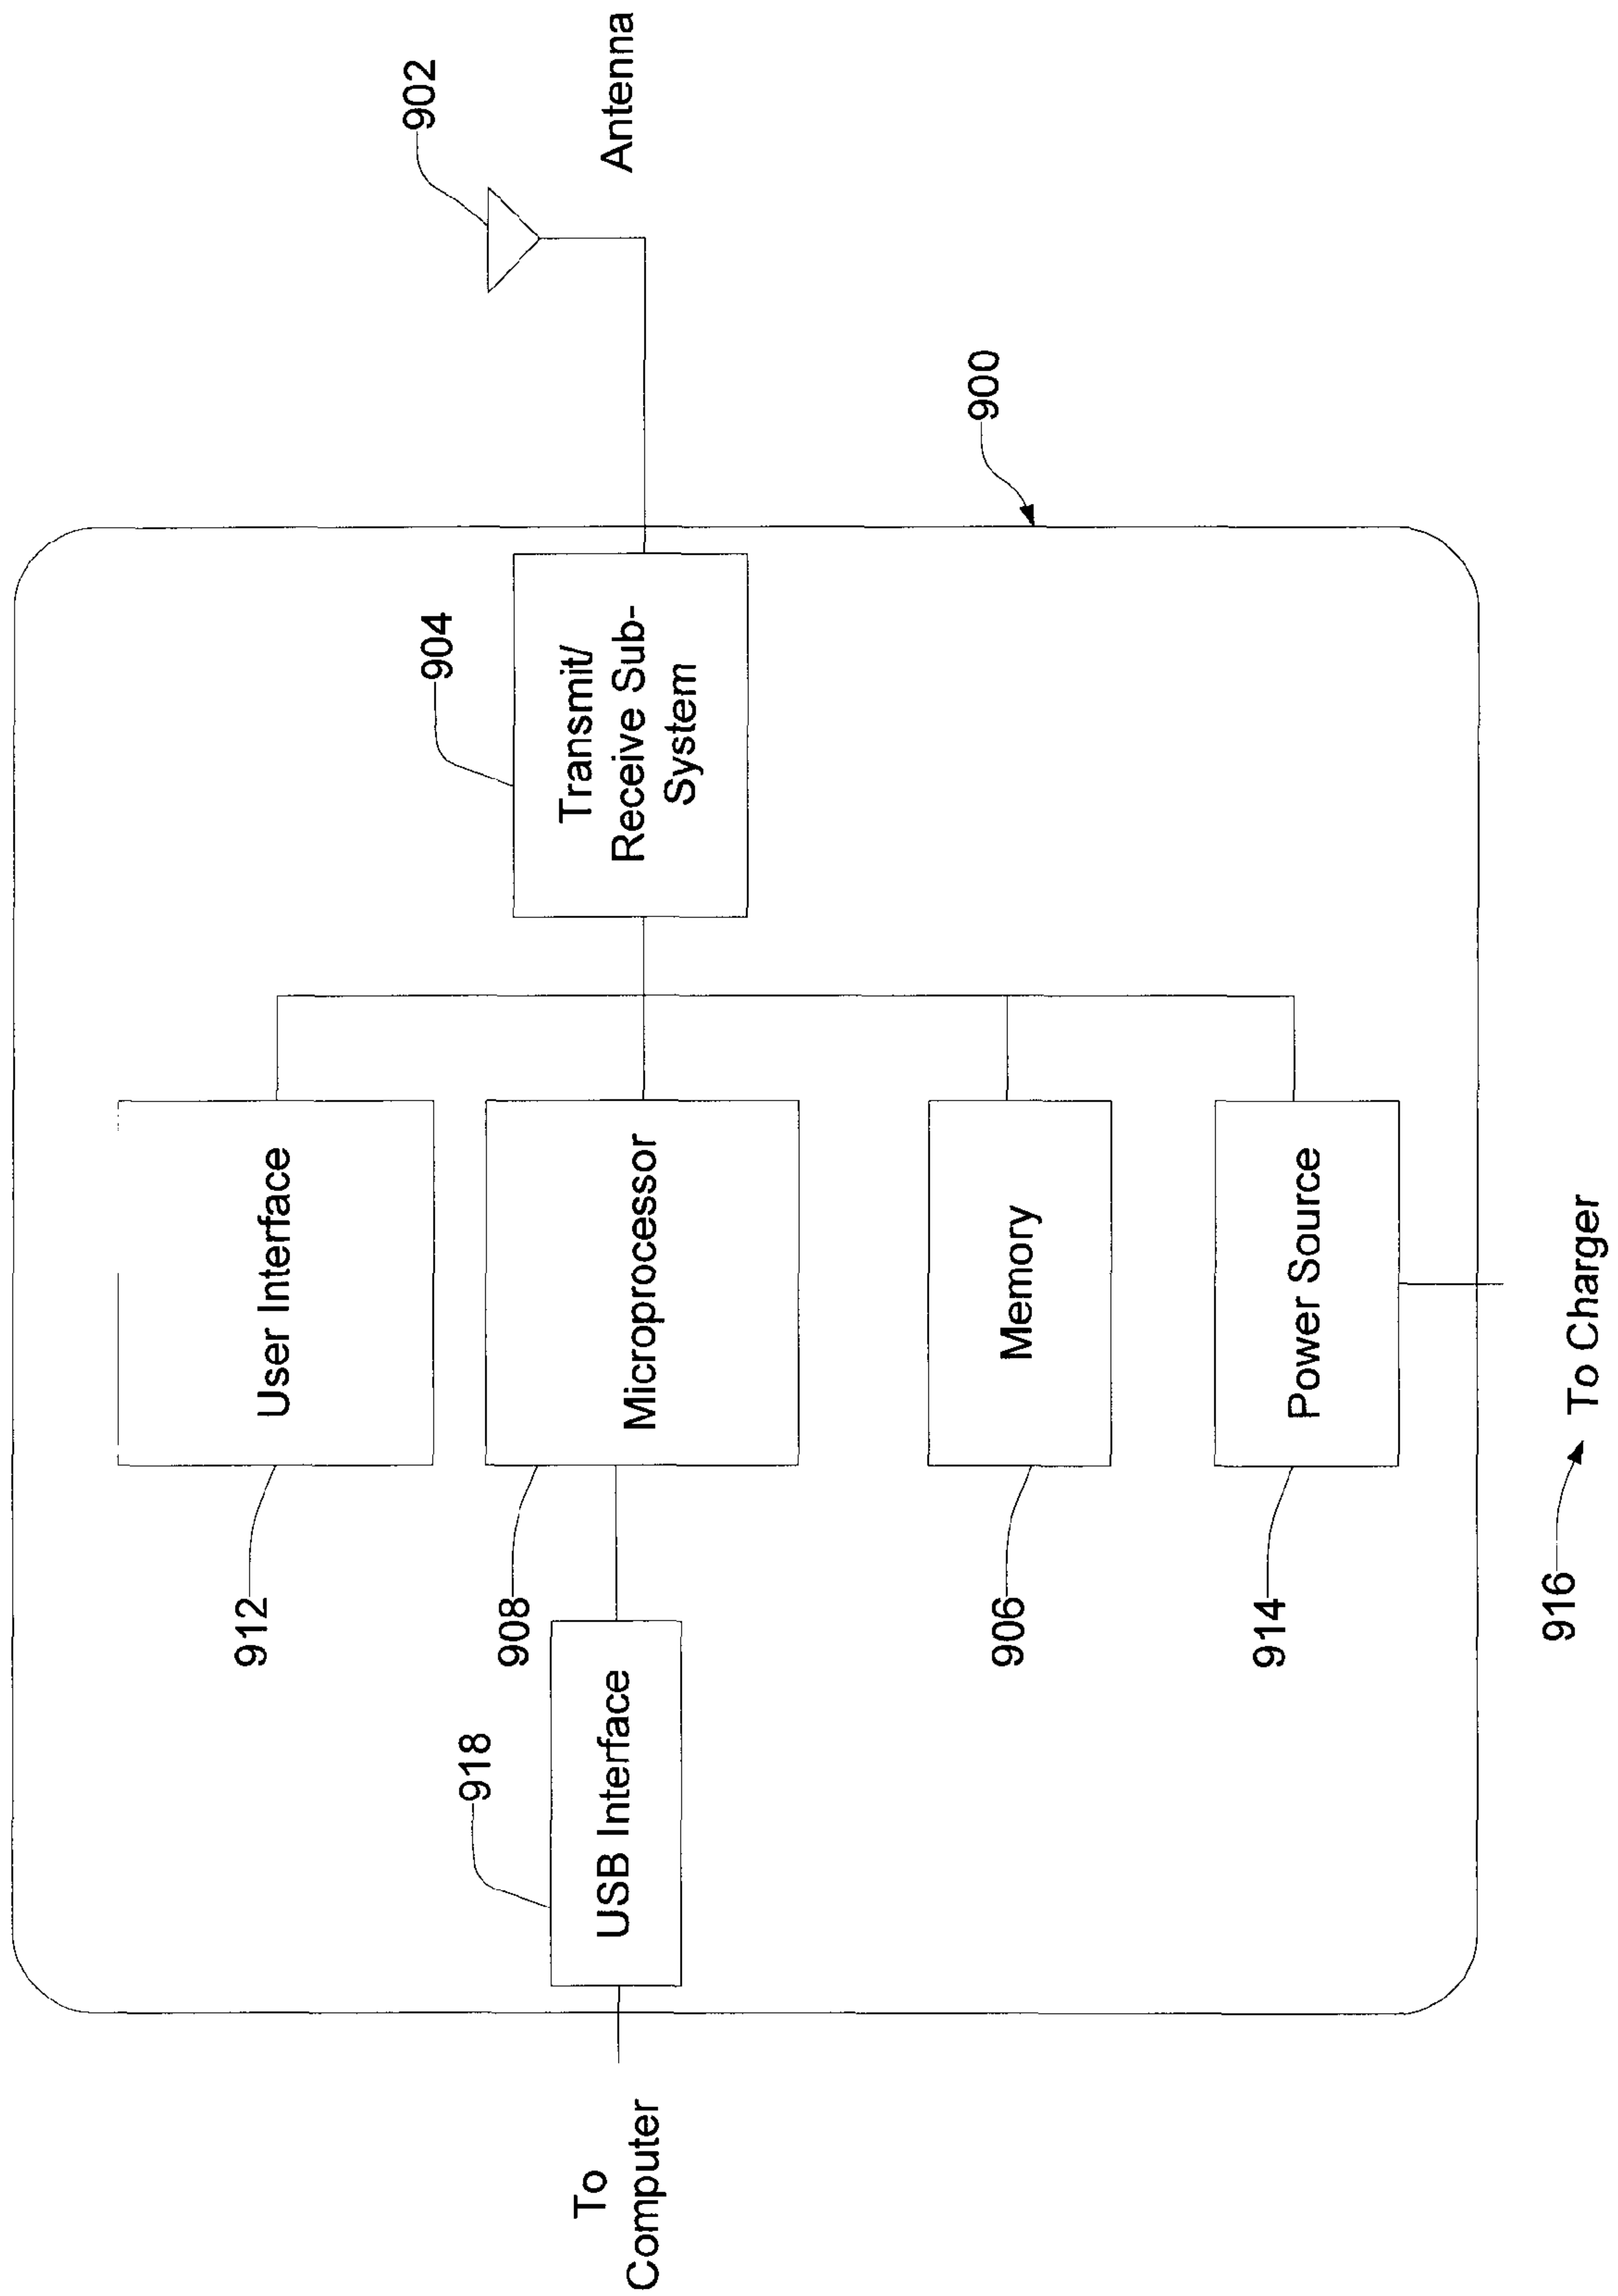 To
Computer
918
USB Interface
912
User Interface
908
Microprocessor
906
Memory
914
Power Source
916
To Charger
904
Transmit/
Receive Sub-
System
900
902
Antenna